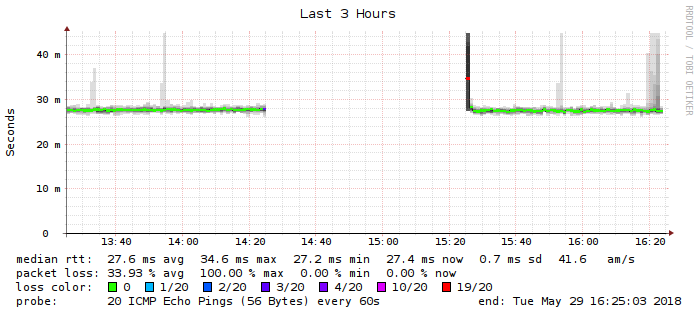 Last 3 Hours
RRDTOOL / TOBI OETIKER
Seconds
40 m
30 m
20 m
10 m
0
13:40 14:00 14:20 14:40 15:00 15:20 15:40 16:00 16:20
median rtt: 27.6 ms avg 34.6 ms max 27.2 ms min 27.4 ms now 0.7 ms sd 41.6 am/s
packet loss: 33.93 % avg 100.00 % max 0.00 % min 0.00 % now
loss color: 0 1/20 2/20 3/20 4/20 10/20 19/20
probe: 20 ICMP Echo Pings (56 Bytes) every 60s end: Tue May 29 16:25:03 2018